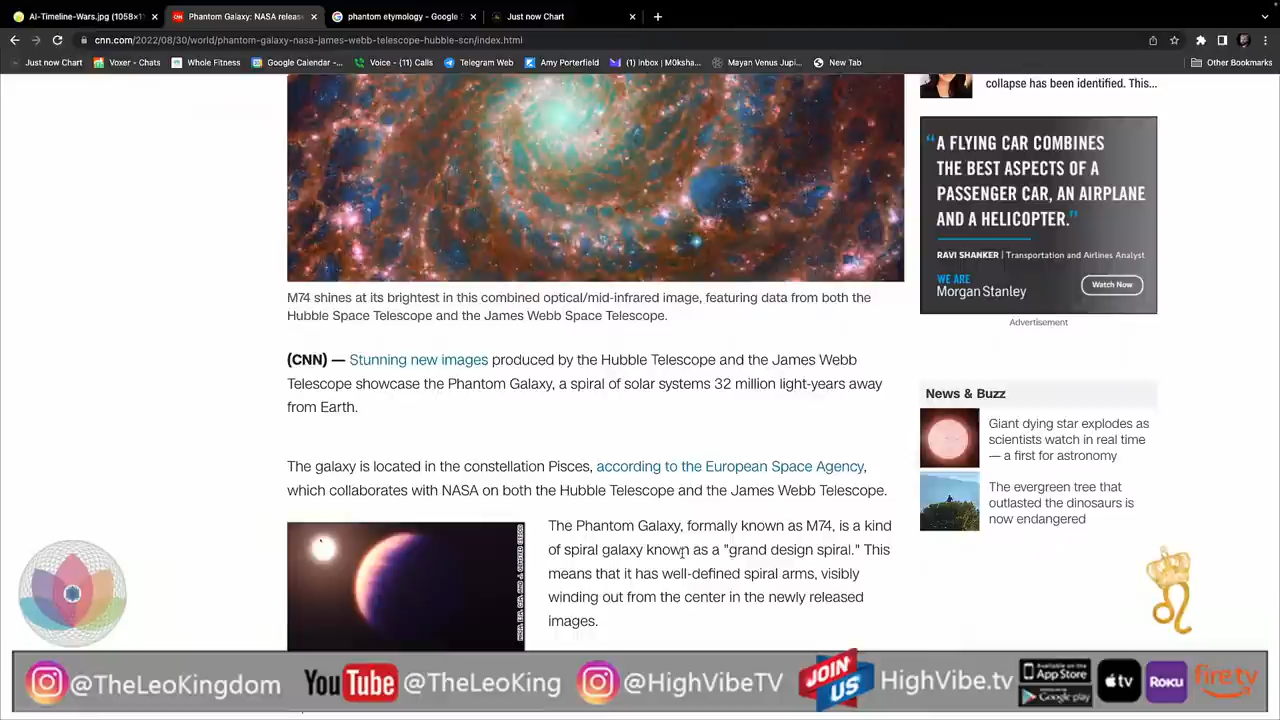 AI-Timeline-Wars.jpg (1058×1
Phantom Galaxy: NASA releas
phantom etymology - Google S
Just now Chart
cnn.com/2022/08/30/world/phantom-galaxy-nasa-james-webb-telescope-hubble-scn/index.html
Just now Chart
Voxer - Chats
Whole Fitness
Google Calendar -...
Voice - (11) Calls
Telegram Web
Amy Porterfield
(1) Inbox | M0ksha...
Mayan Venus Jupi...
New Tab
Other Bookmarks
collapse has been identified. This...
"A FLYING CAR COMBINES
THE BEST ASPECTS OF A
PASSENGER CAR, AN AIRPLANE
AND A HELICOPTER."
RAVI SHANKER | Transportation and Airlines Analyst
WE ARE
Morgan Stanley
Watch Now
Advertisement
M74 shines at its brightest in this combined optical/mid-infrared image, featuring data from both the
Hubble Space Telescope and the James Webb Space Telescope.
(CNN) — Stunning new images produced by the Hubble Telescope and the James Webb
Telescope showcase the Phantom Galaxy, a spiral of solar systems 32 million light-years away
from Earth.
News & Buzz
Giant dying star explodes as
scientists watch in real time
— a first for astronomy
The evergreen tree that
outlasted the dinosaurs is
now endangered
The galaxy is located in the constellation Pisces, according to the European Space Agency,
which collaborates with NASA on both the Hubble Telescope and the James Webb Telescope.
The Phantom Galaxy, formally known as M74, is a kind
of spiral galaxy known as a "grand design spiral." This
means that it has well-defined spiral arms, visibly
winding out from the center in the newly released
images.
@TheLeoKingdom
YouTube @TheLeoKing
@HighVibeTV
JOIN US
HighVibe.tv
Available on the App Store
Google play
tv
Roku
fire tv